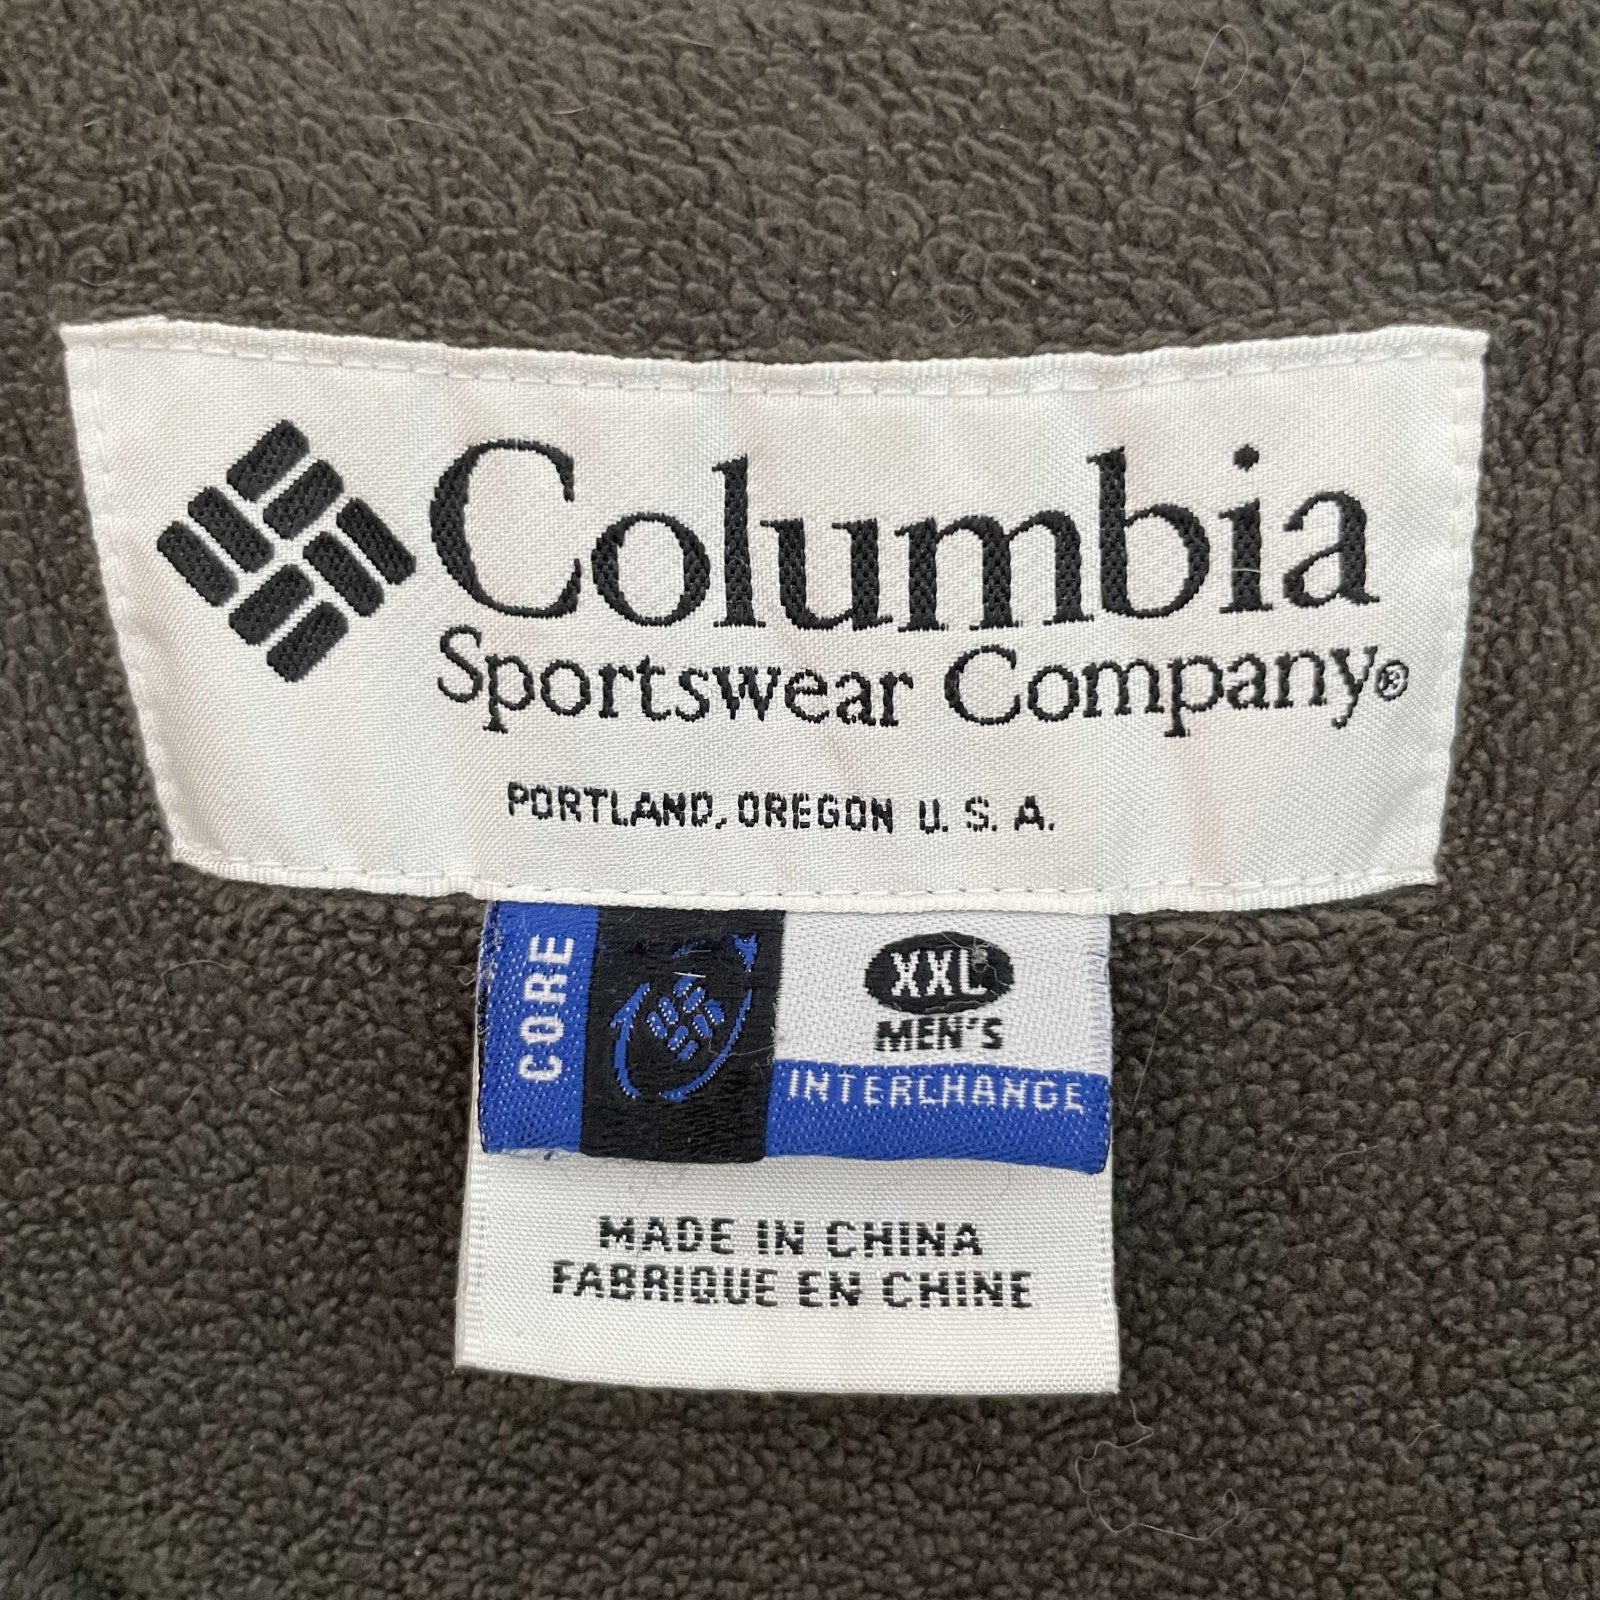 Columbia
Sportswear Company®
PORTLAND, OREGON U.S.A.
CORE
XXL
MEN'S
INTERCHANGE
MADE IN CHINA
FABRIQUE EN CHINE